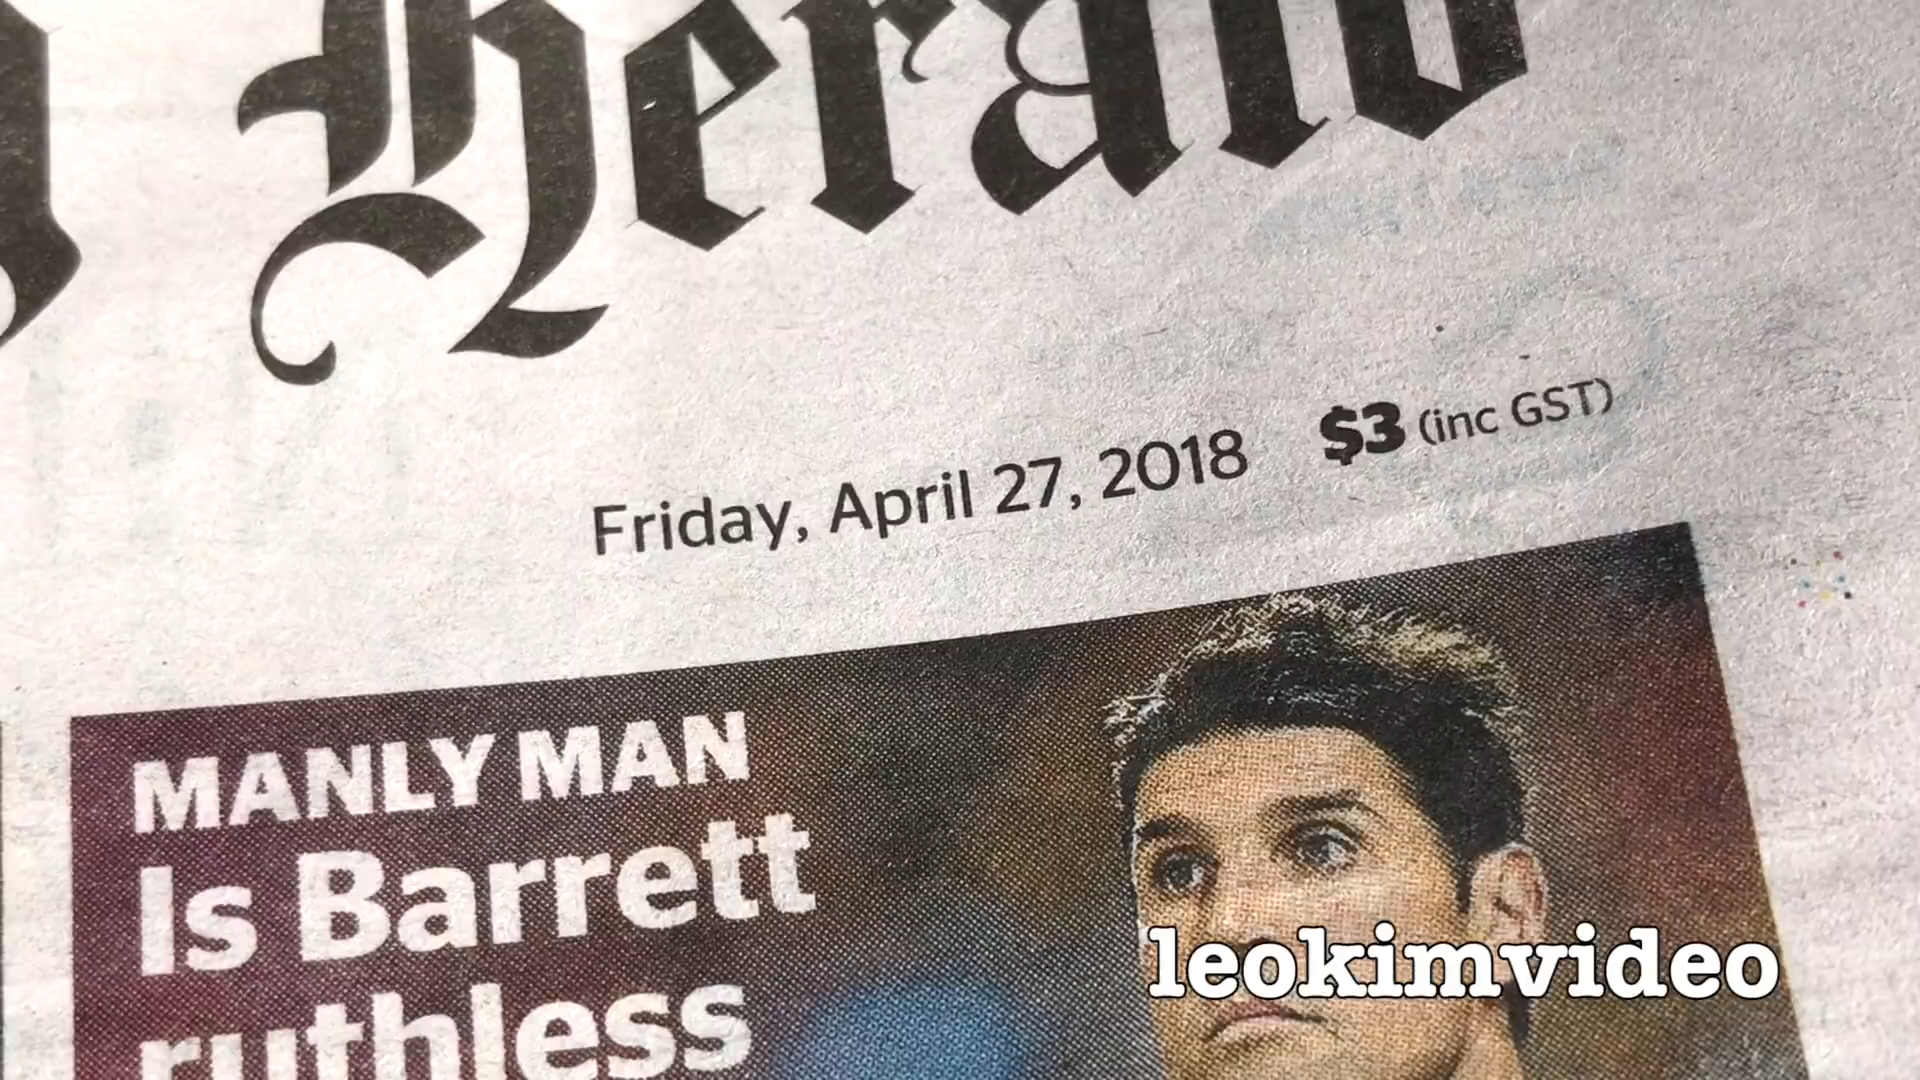 Herald
Friday, April 27, 2018 $3 (inc GST)
MANLY MAN
Is Barrett
ruthless
leokimvideo